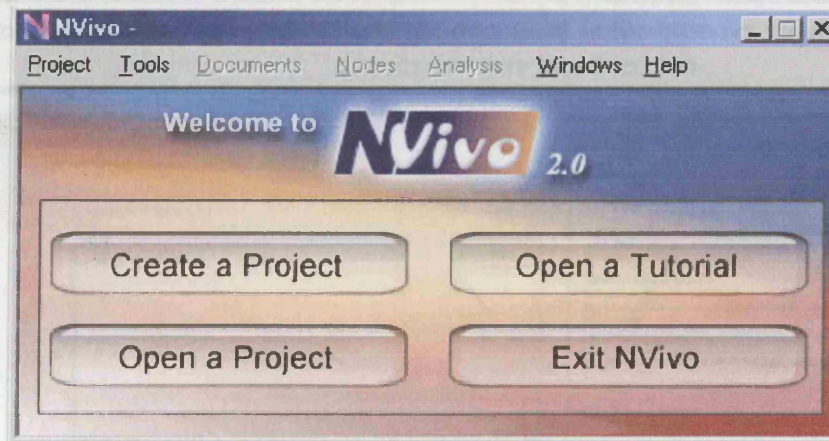 NVivo -
Project Tools Documents Nodes Analysis Windows Help
Welcome to NVivo 2.0
Create a Project Open a Tutorial
Open a Project Exit NVivo